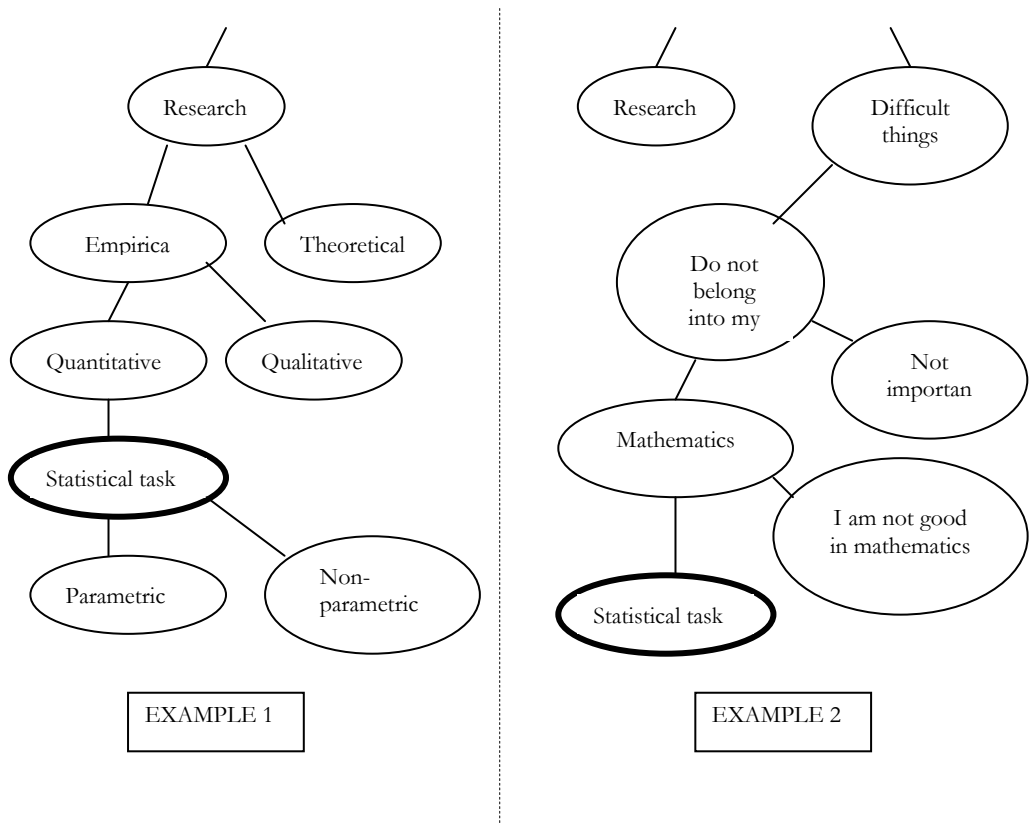 Research
Empirica
Theoretical
Quantitative
Qualitative
Statistical task
Parametric
Non-
parametric
EXAMPLE 1
Research
Difficult
things
Do not
belong
into my
Not
importan
Mathematics
I am not good
in mathematics
Statistical task
EXAMPLE 2